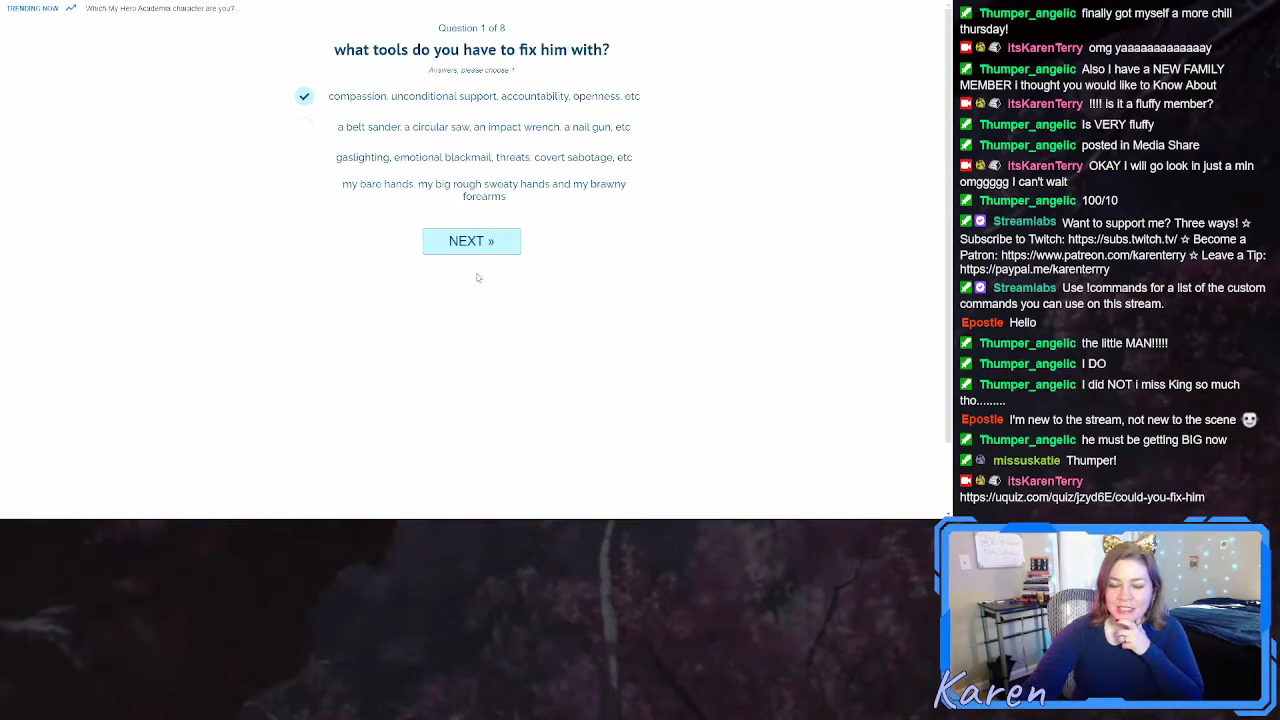 TRENDING NOW Which My Hero Academia character are you?
Question 1 of 8
what tools do you have to fix him with?
Answers, please choose 1
compassion, unconditional support, accountability, openness, etc
a belt sander, a circular saw, an impact wrench, a nail gun, etc
gaslighting, emotional blackmail, threats, covert sabotage, etc
my bare hands. my big rough sweaty hands and my brawny
forearms
NEXT »
Thumper_angelic finally got myself a more chill
thursday!
itsKarenTerry omg yaaaaaaaaaaaaay
Thumper_angelic Also I have a NEW FAMILY
MEMBER i thought you would like to Know About
itsKarenTerry !!!! is it a fluffy member?
Thumper_angelic Is VERY fluffy
Thumper_angelic posted in Media Share
itsKarenTerry OKAY I will go look in just a min
omggggg I can't wait
Thumper_angelic 100/10
Streamlabs Want to support me? Three ways! ☆
Subscribe to Twitch: https://subs.twitch.tv/ ☆ Become a
Patron: https://www.patreon.com/karenterry ☆ Leave a Tip:
https://paypal.me/karenterrry
Streamlabs Use !commands for a list of the custom
commands you can use on this stream.
Epostle Hello
Thumper_angelic the little MAN!!!!!
Thumper_angelic I DO
Thumper_angelic I did NOT i miss King so much
tho.........
Epostle I'm new to the stream, not new to the scene
Thumper_angelic he must be getting BIG now
missuskatie Thumper!
itsKarenTerry
https://uquiz.com/quiz/jzyd6E/could-you-fix-him
Karen